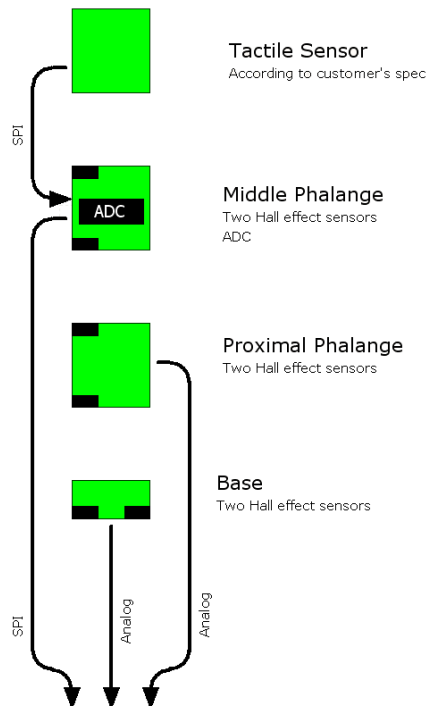 Tactile Sensor
According to customer's spec
SPI
Middle Phalange
Two Hall effect sensors
ADC
ADC
Proximal Phalange
Two Hall effect sensors
Base
Two Hall effect sensors
SPI
Analog
Analog